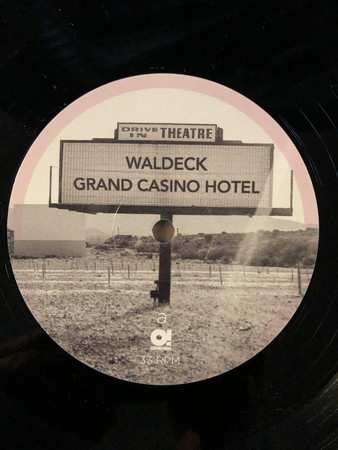 DRIVE IN THEATRE
WALDECK
GRAND CASINO HOTEL
a
33 RPM